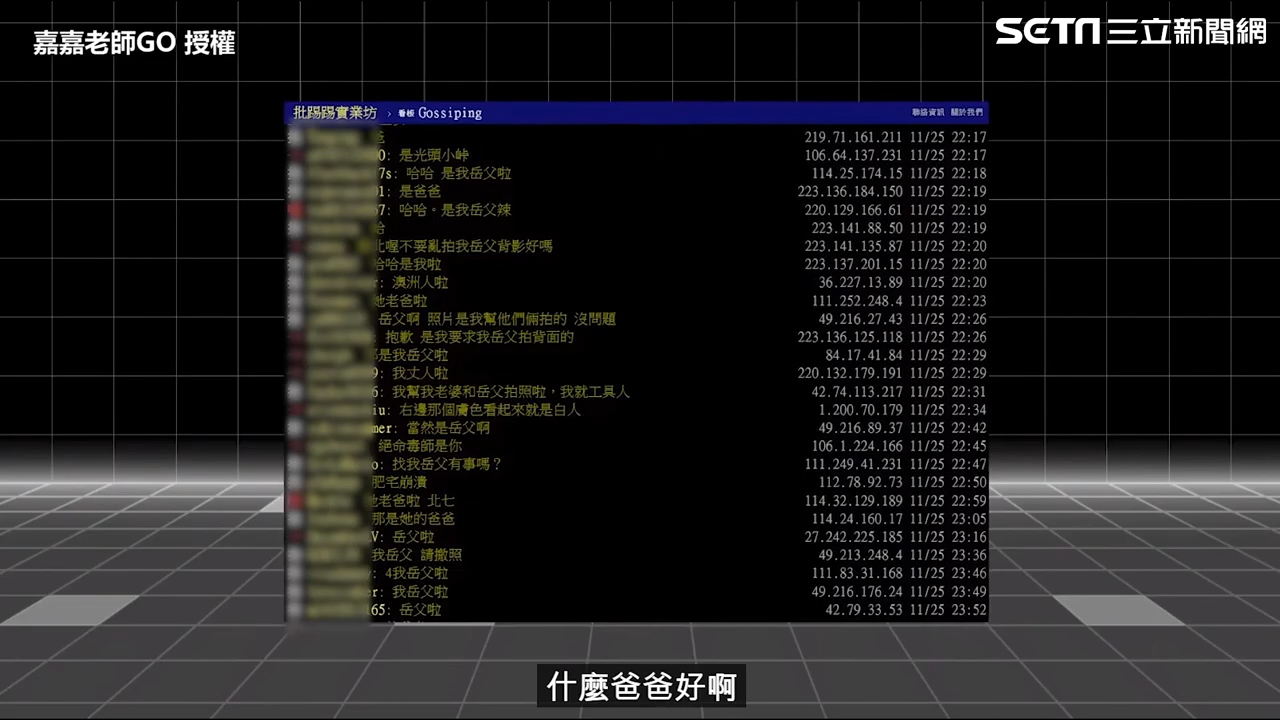 嘉嘉老師GO 授權
SETN三立新聞網
批踢踢實業坊 › 看板 Gossiping 聯絡資訊 關於我們
爸 219.71.161.211 11/25 22:17
0: 是光頭小峠 106.64.137.231 11/25 22:17
7s: 哈哈 是我岳父啦 114.25.174.15 11/25 22:18
01: 是爸爸 223.136.184.150 11/25 22:19
57: 哈哈。是我岳父辣 220.129.166.61 11/25 22:19
哈 223.141.88.50 11/25 22:19
北喔不要亂拍我岳父背影好嗎 223.141.135.87 11/25 22:20
哈哈是我啦 223.137.201.15 11/25 22:20
r: 澳洲人啦 36.227.13.89 11/25 22:20
她老爸啦 111.252.248.4 11/25 22:23
岳父啊 照片是我幫他們倆拍的 沒問題 49.216.27.43 11/25 22:26
抱歉 是我要求我岳父拍背面的 223.136.125.118 11/25 22:26
那是我岳父啦 84.17.41.84 11/25 22:29
9: 我丈人啦 220.132.179.191 11/25 22:29
6: 我幫我老婆和岳父拍照啦，我就工具人 42.74.113.217 11/25 22:31
iu: 右邊那個膚色看起來就是白人 1.200.70.179 11/25 22:34
mer: 當然是岳父啊 49.216.89.37 11/25 22:42
絕命毒師是你 106.1.224.166 11/25 22:45
o: 找我岳父有事嗎？ 111.249.41.231 11/25 22:47
肥宅崩潰 112.78.92.73 11/25 22:50
她老爸啦 北七 114.32.129.189 11/25 22:59
那是她的爸爸 114.24.160.17 11/25 23:05
V: 岳父啦 27.242.225.185 11/25 23:16
我岳父 請撤照 49.213.248.4 11/25 23:36
: 4我岳父啦 111.83.31.168 11/25 23:46
er: 我岳父啦 49.216.176.24 11/25 23:49
165: 岳父啦 42.79.33.53 11/25 23:52
什麼爸爸好啊